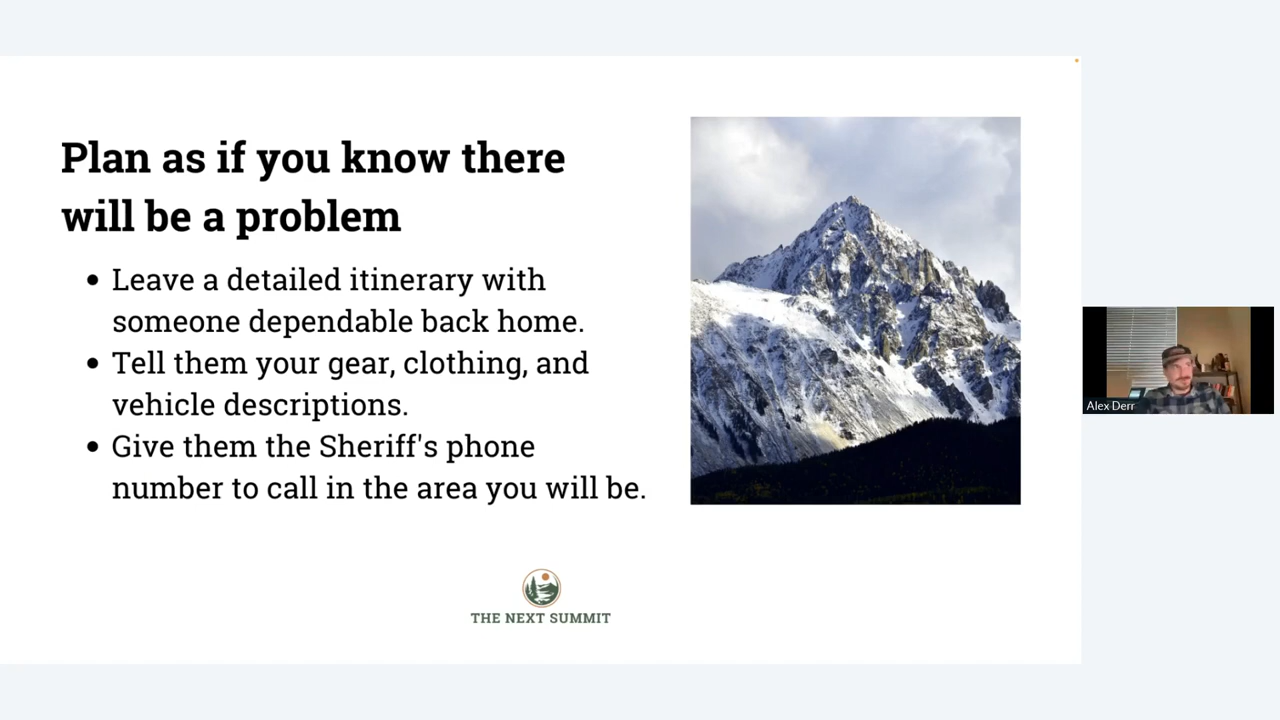 Plan as if you know there
will be a problem
• Leave a detailed itinerary with
someone dependable back home.
• Tell them your gear, clothing, and
vehicle descriptions.
• Give them the Sheriff's phone
number to call in the area you will be.
THE NEXT SUMMIT
Alex Derr